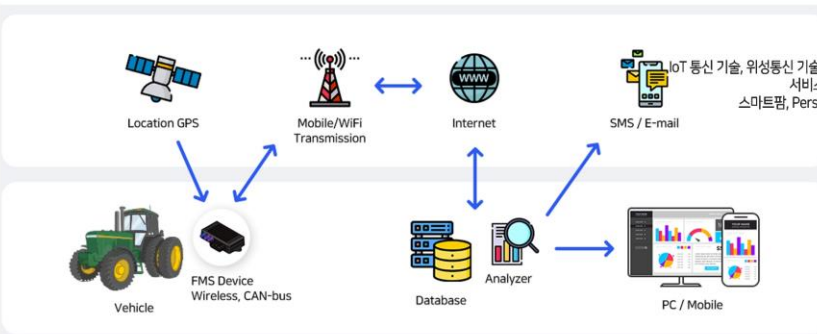 Location GPS
Mobile/WiFi
Transmission
WWW
Internet
SMS / E-mail
IoT 통신 기술, 위성통신 기술
서비스
스마트팜, Pers
Vehicle
FMS Device
Wireless, CAN-bus
Database
Analyzer
PC / Mobile